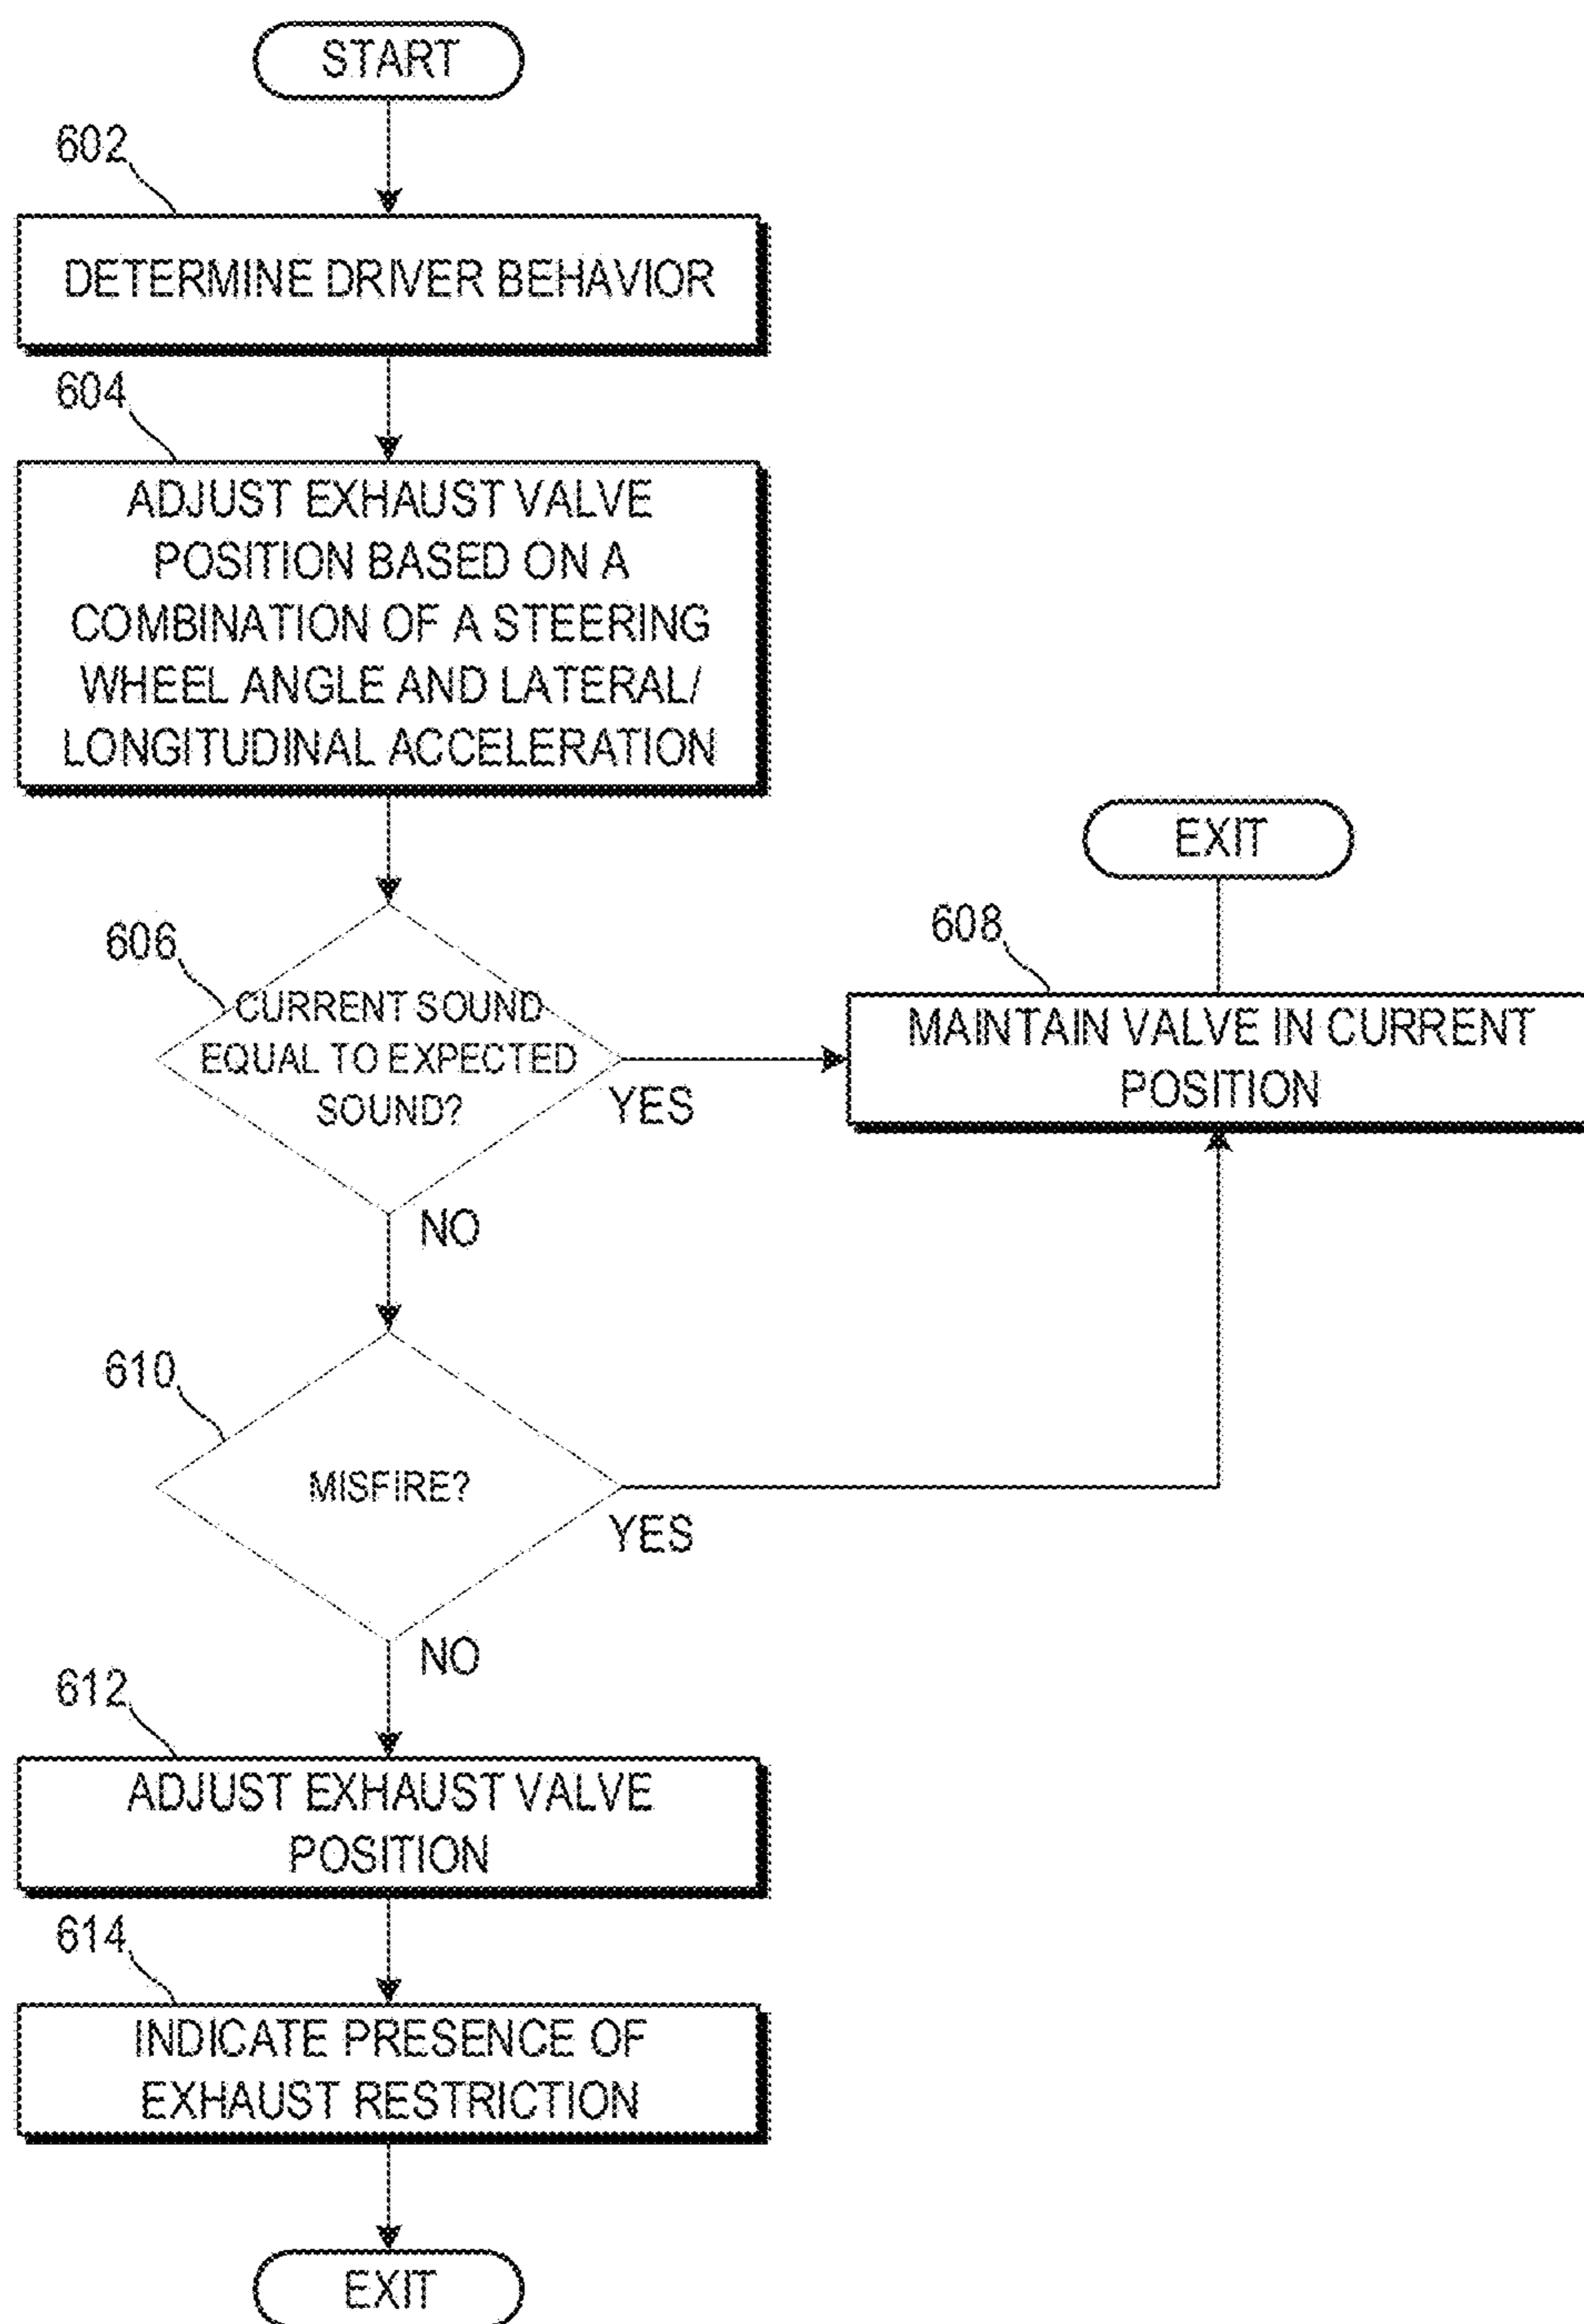 START
602
DETERMINE DRIVER BEHAVIOR
604
ADJUST EXHAUST VALVE
POSITION BASED ON A
COMBINATION OF A STEERING
WHEEL ANGLE AND LATERAL/
LONGITUDINAL ACCELERATION
EXIT
606
CURRENT SOUND
EQUAL TO EXPECTED
SOUND?
YES
608
MAINTAIN VALVE IN CURRENT
POSITION
NO
610
MISFIRE?
YES
NO
612
ADJUST EXHAUST VALVE
POSITION
614
INDICATE PRESENCE OF
EXHAUST RESTRICTION
EXIT